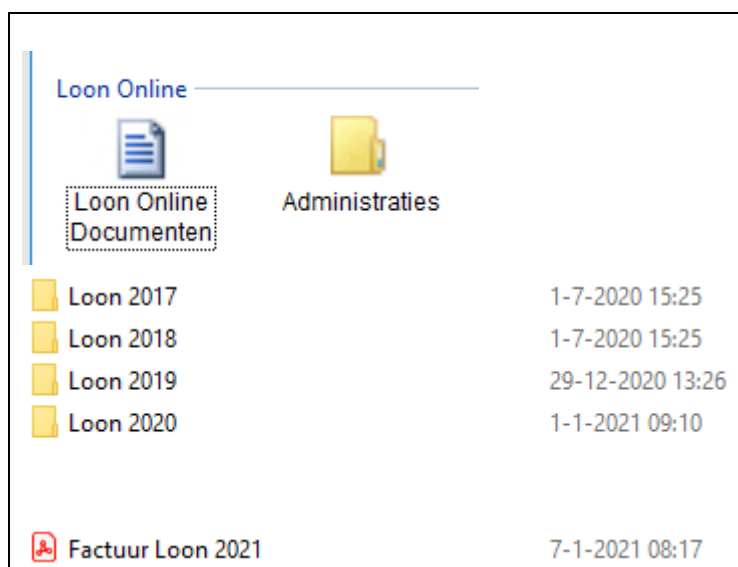 Loon Online
Loon Online Documenten
Administraties
Loon 2017 1-7-2020 15:25
Loon 2018 1-7-2020 15:25
Loon 2019 29-12-2020 13:26
Loon 2020 1-1-2021 09:10
Factuur Loon 2021 7-1-2021 08:17